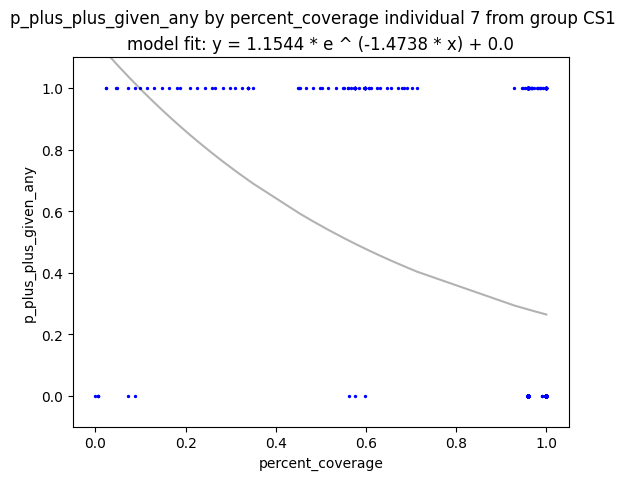 p_plus_plus_given_any by percent_coverage individual 7 from group CS1
model fit: y = 1.1544 * e ^ (-1.4738 * x) + 0.0
1.0
0.8
0.6
0.4
0.2
0.0
p_plus_plus_given_any
0.0 0.2 0.4 0.6 0.8 1.0
percent_coverage